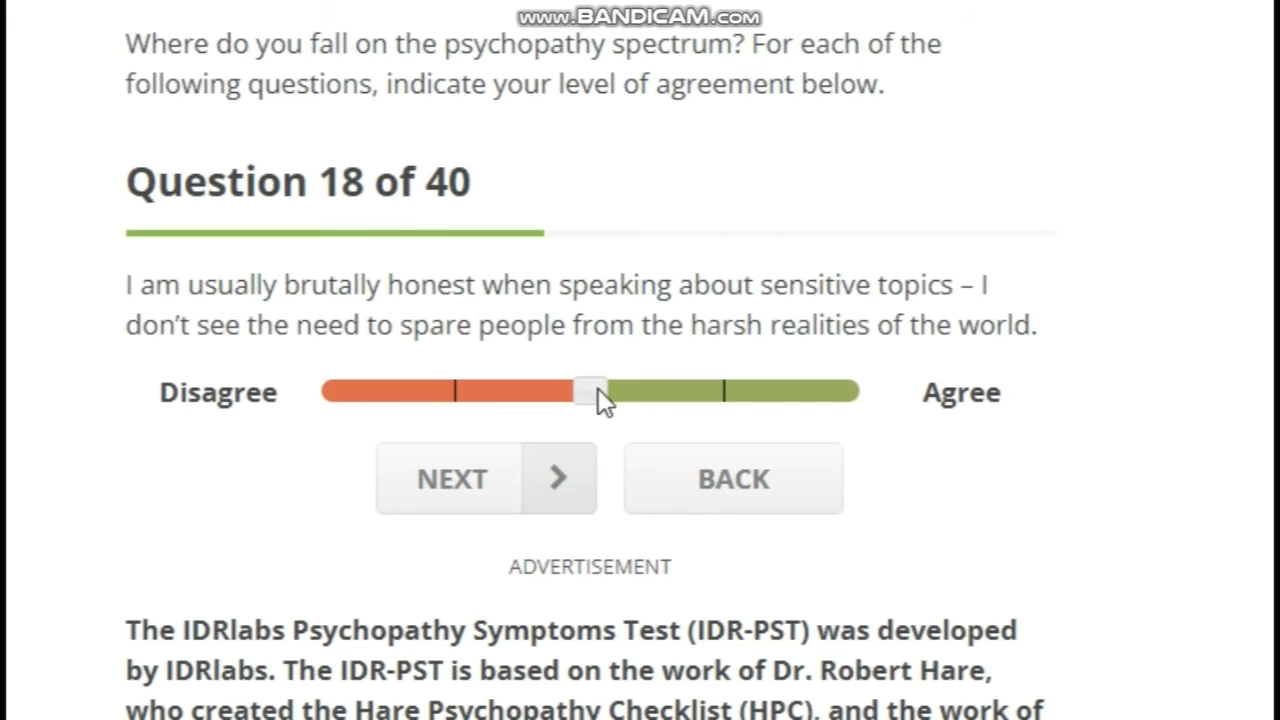 www.BANDICAM.com
Where do you fall on the psychopathy spectrum? For each of the
following questions, indicate your level of agreement below.
Question 18 of 40
I am usually brutally honest when speaking about sensitive topics – I
don’t see the need to spare people from the harsh realities of the world.
Disagree Agree
NEXT BACK
ADVERTISEMENT
The IDRlabs Psychopathy Symptoms Test (IDR-PST) was developed
by IDRlabs. The IDR-PST is based on the work of Dr. Robert Hare,
who created the Hare Psychopathy Checklist (HPC), and the work of